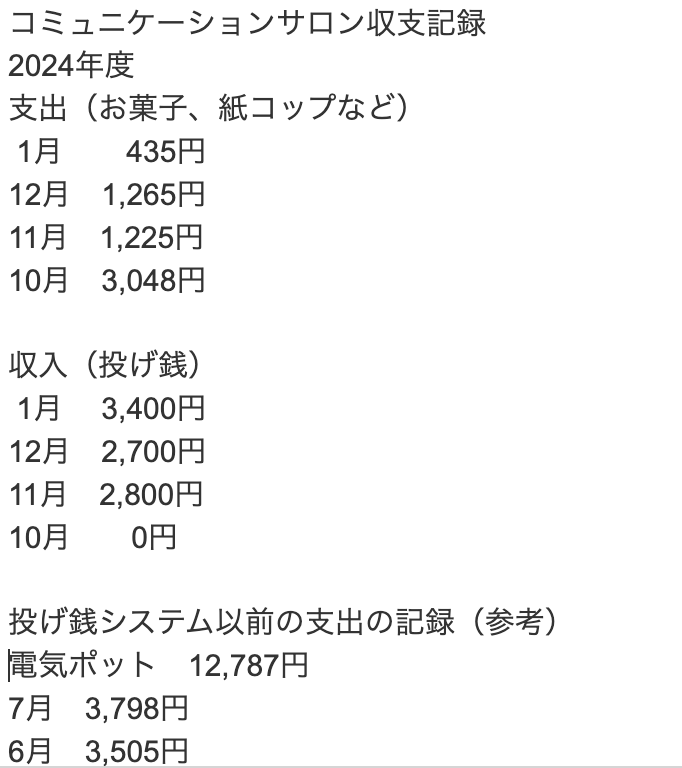 コミュニケーションサロン収支記録
2024年度
支出（お菓子、紙コップなど）
1月　　435円
12月　1,265円
11月　1,225円
10月　3,048円
収入（投げ銭）
1月　3,400円
12月　2,700円
11月　2,800円
10月　　0円
投げ銭システム以前の支出の記録（参考）
電気ポット　12,787円
7月　3,798円
6月　3,505円